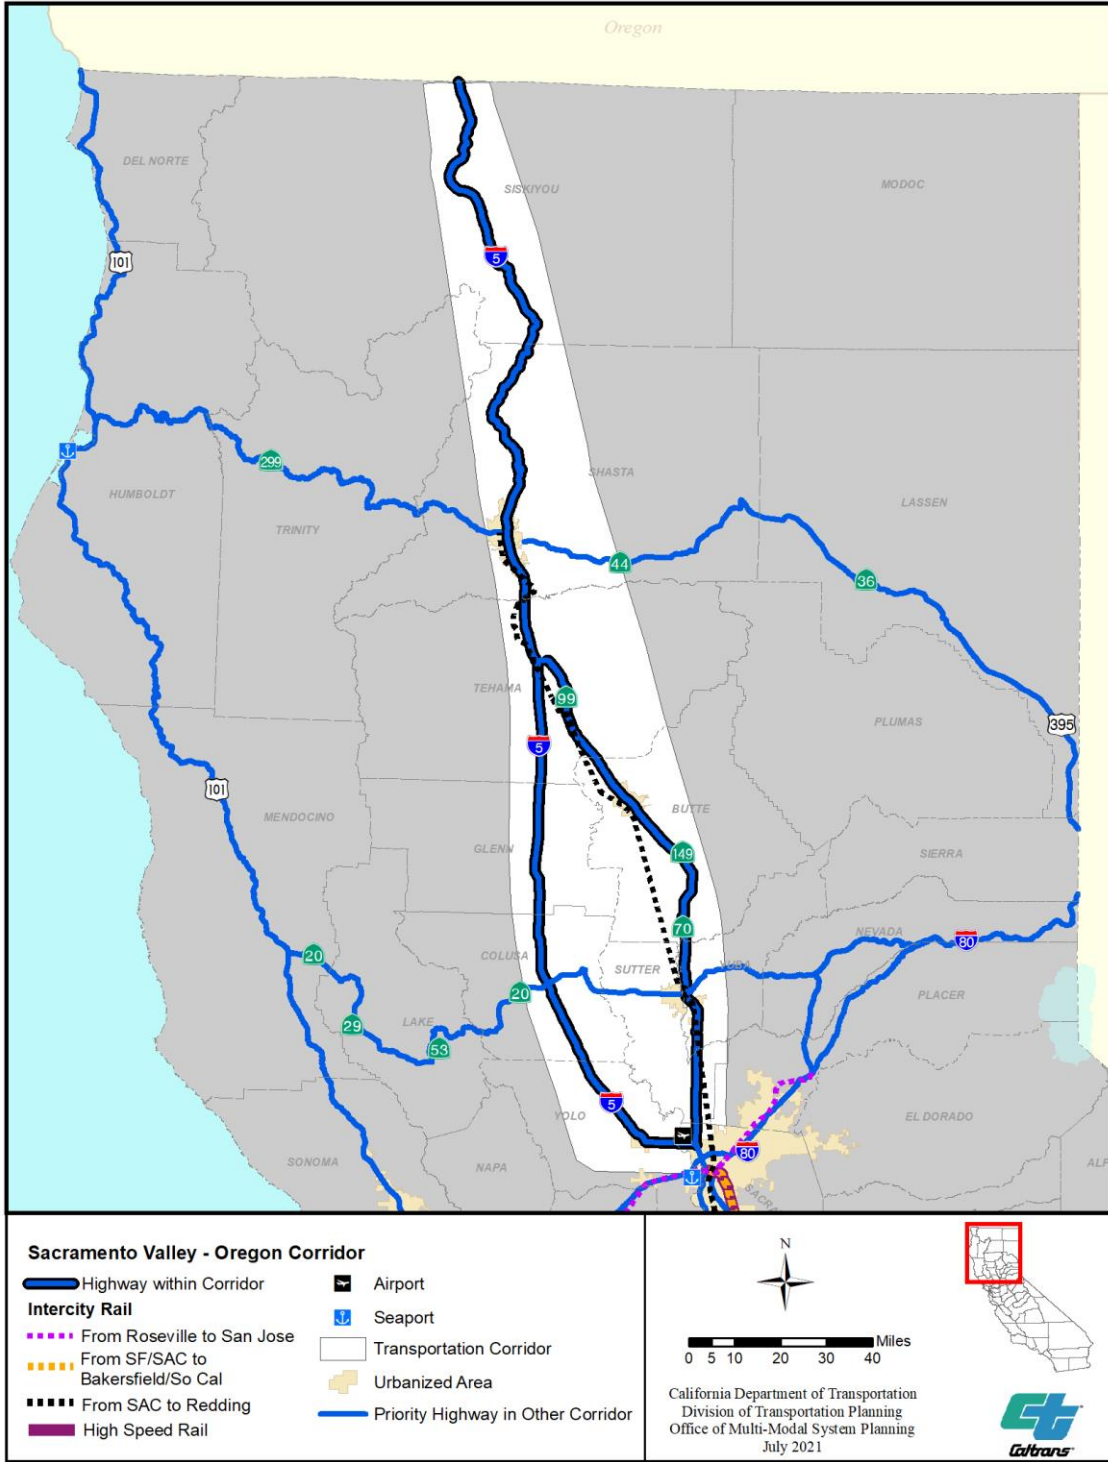 Oregon
DEL NORTE
SISKIYOU
MODOC
101
5
299
SHASTA
LASSEN
HUMBOLDT
TRINITY
44
36
TEHAMA
99
PLUMAS
395
5
101
MENDOCINO
BUTTE
GLENN
149
SIERRA
70
NEVADA
80
20
COLUSA
SUTTER
YUBA
20
PLACER
29
LAKE
53
5
YOLO
EL DORADO
80
SONOMA
NAPA
SACRA
ALP
Sacramento Valley - Oregon Corridor
Highway within Corridor
Intercity Rail
From Roseville to San Jose
From SF/SAC to
Bakersfield/So Cal
From SAC to Redding
High Speed Rail
Airport
Seaport
Transportation Corridor
Urbanized Area
Priority Highway in Other Corridor
N
Miles
0 5 10 20 30 40
California Department of Transportation
Division of Transportation Planning
Office of Multi-Modal System Planning
July 2021
ct
Caltrans